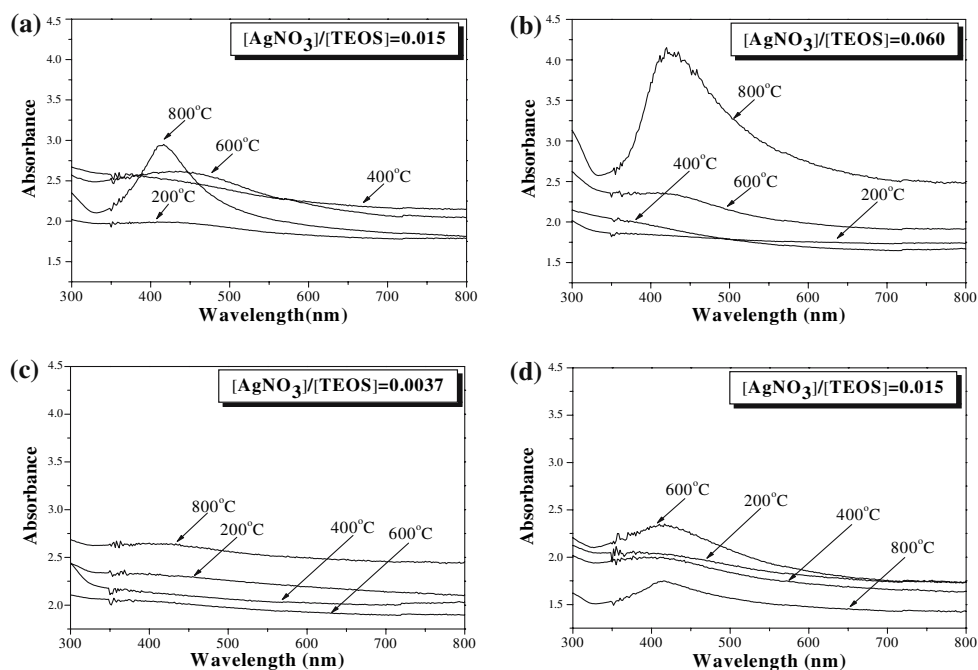 (a)
[AgNO3]/[TEOS]=0.015
4.5
4.0
3.5
3.0
2.5
2.0
1.5
Absorbance
800°C
600°C
400°C
200°C
300 400 500 600 700 800
Wavelength(nm)
(b)
[AgNO3]/[TEOS]=0.060
4.5
4.0
3.5
3.0
2.5
2.0
1.5
Absorbance
800°C
400°C
600°C
200°C
300 400 500 600 700 800
Wavelength(nm)
(c)
[AgNO3]/[TEOS]=0.0037
4.5
4.0
3.5
3.0
2.5
2.0
Absorbance
800°C
200°C
400°C
600°C
300 400 500 600 700 800
Wavelength (nm)
(d)
[AgNO3]/[TEOS]=0.015
4.5
3.5
3.0
2.5
2.0
1.5
Absorbance
600°C
200°C
400°C
800°C
300 400 500 600 700 800
Wavelength (nm)